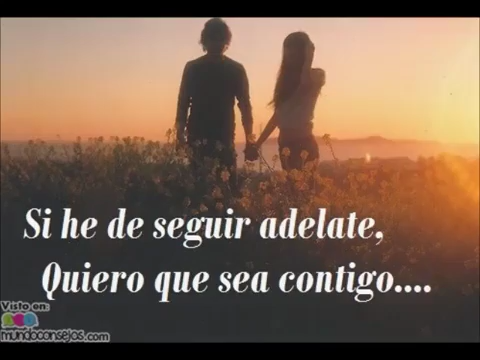 Si he de seguir adelate,
Quiero que sea contigo....
Visto en:
mundoconsejos.com